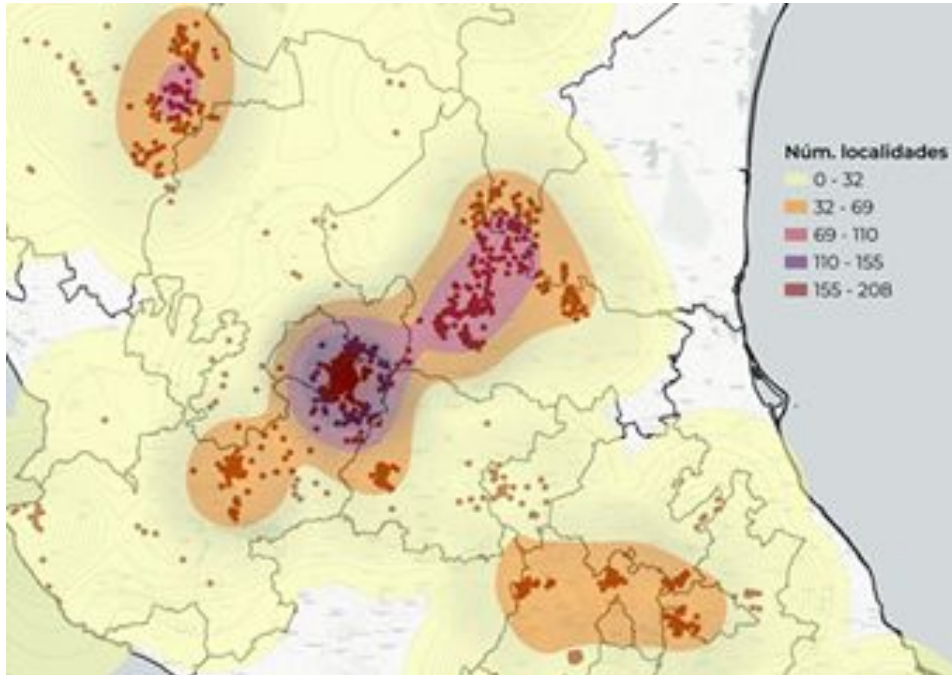 Núm. localidades
0 - 32
32 - 69
69 - 110
110 - 155
155 - 208